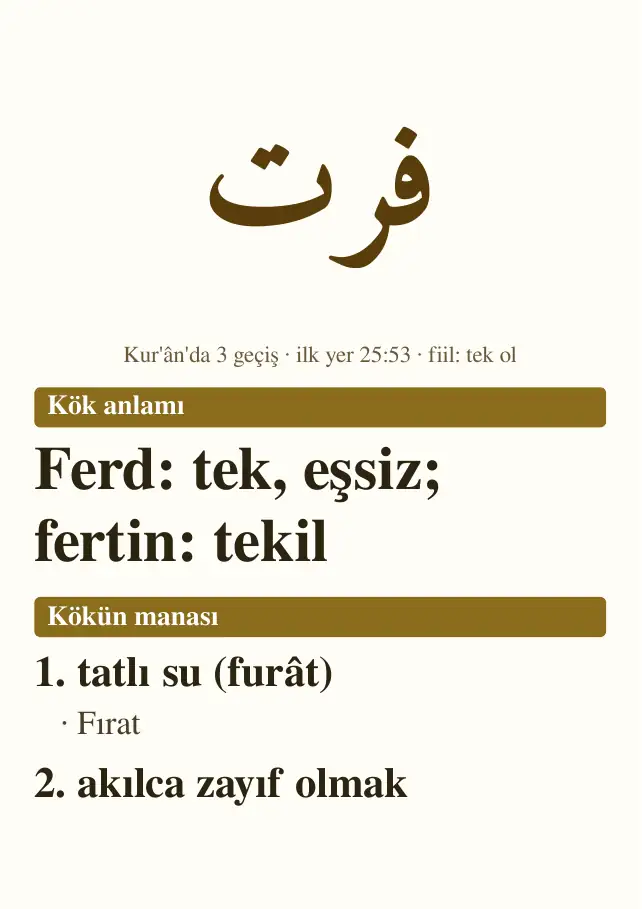 فرت
Kur'ân'da 3 geçiş · ilk yer 25:53 · fiil: tek ol
Kök anlamı
Ferd: tek, eşsiz;
fertin: tekil
Kökün manası
1. tatlı su (furât)
· Fırat
2. akılca zayıf olmak